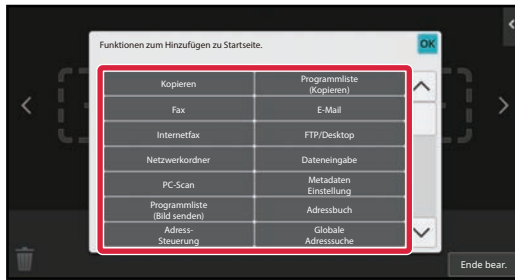 Funktionen zum Hinzufügen zu Startseite.
OK
Kopieren
Programmliste
(Kopieren)
Fax
E-Mail
Internetfax
FTP/Desktop
Netzwerkordner
Dateneingabe
PC-Scan
Metadaten
Einstellung
Programmliste
(Bild senden)
Adressbuch
Adress-
Steuerung
Globale
Adresssuche
Ende bear.